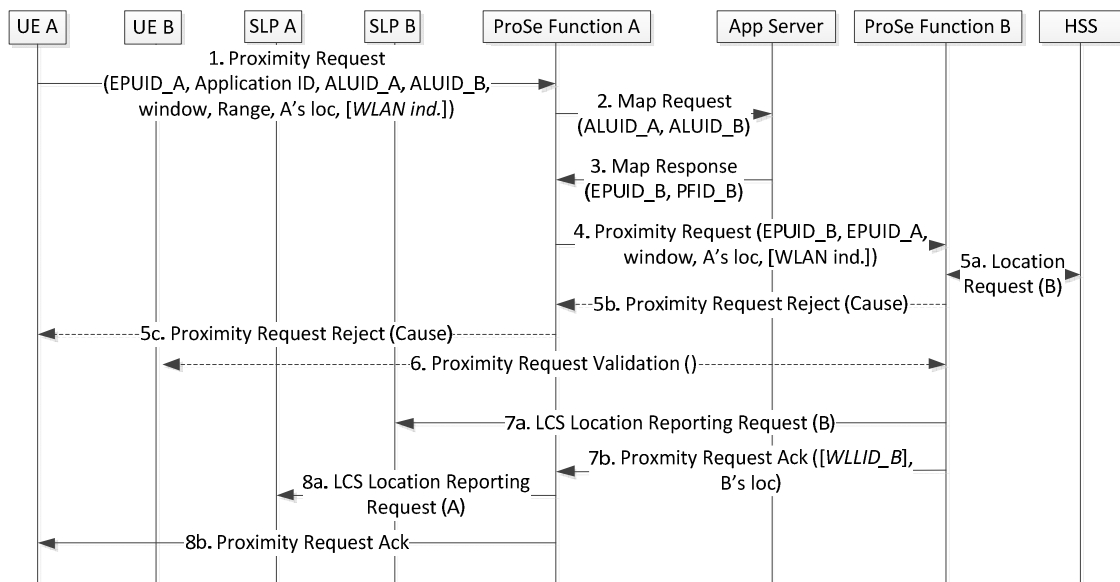 UE A
UE B
SLP A
SLP B
ProSe Function A
App Server
ProSe Function B
HSS
1. Proximity Request
(EPUID_A, Application ID, ALUID_A, ALUID_B,
window, Range, A's loc, [WLAN ind.])
2. Map Request
(ALUID_A, ALUID_B)
3. Map Response
(EPUID_B, PFID_B)
4. Proximity Request (EPUID_B, EPUID_A,
window, A's loc, [WLAN ind.])
5a. Location
Request (B)
5b. Proximity Request Reject (Cause)
5c. Proximity Request Reject (Cause)
6. Proximity Request Validation ()
7a. LCS Location Reporting Request (B)
7b. Proxmity Request Ack ([WLLID_B],
B's loc)
8a. LCS Location Reporting
Request (A)
8b. Proximity Request Ack